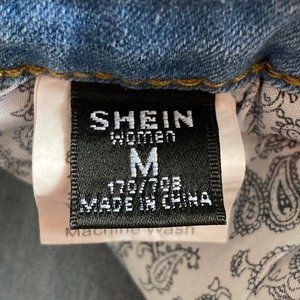 SHEIN
Women
M
170/70B
MADE IN CHINA
Machine Wash